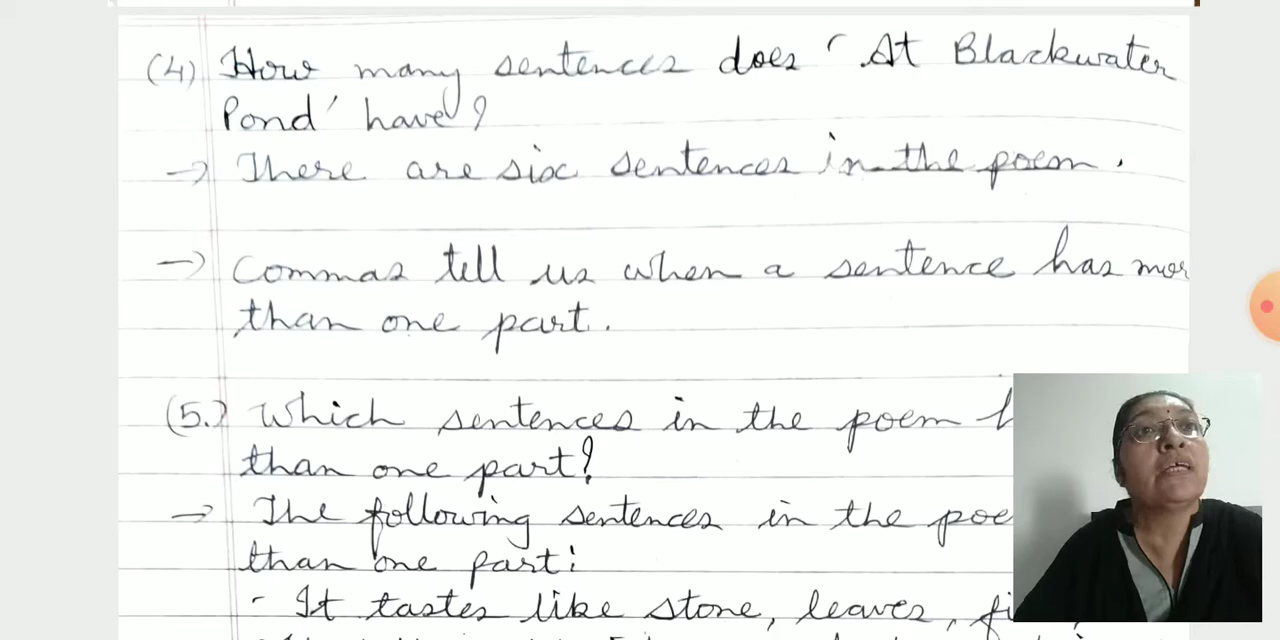 (4) How many sentences does 'At Blackwater
Pond' have?
→ There are six sentences in the poem.
→ Commas tell us when a sentence has mor
than one part.
(5.) Which sentences in the poem
than one part?
→ The following sentences in the poe
than one part:
- It tastes like stone, leaves,